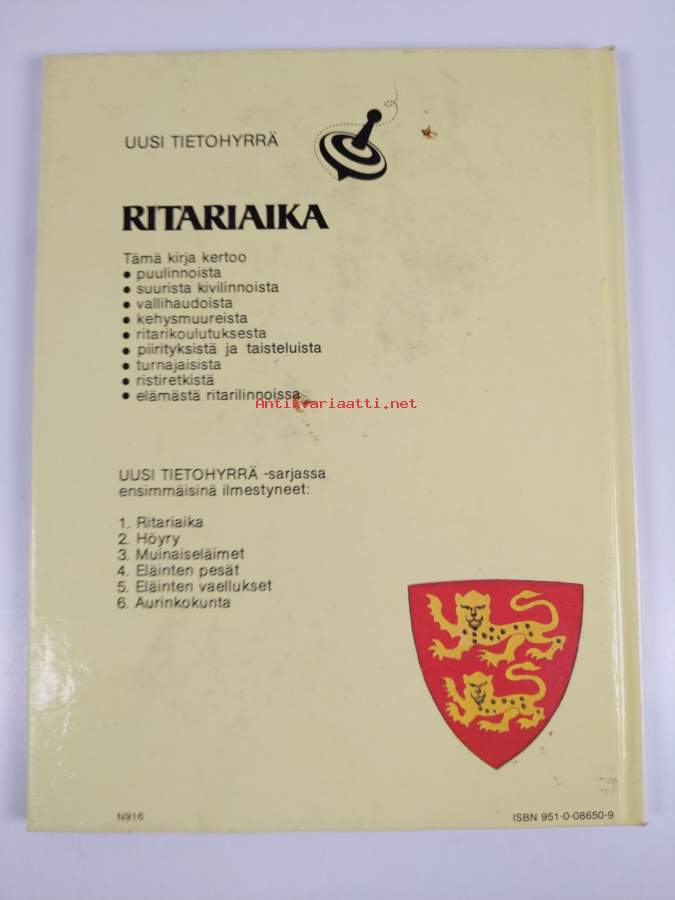 UUSI TIETOHYRRÄ
RITARIAIKA
Tämä kirja kertoo
• puulinnoista
• suurista kivilinnoista
• vallihaudoista
• kehysmuureista
• ritarikoulutuksesta
• piirityksistä ja taisteluista
• turnajaisista
• ristiretkistä
• elämästä ritarilinnoissa
Antikvariaatti.net
UUSI TIETOHYRRÄ -sarjassa
ensimmäisinä ilmestyneet:
1. Ritariaika
2. Höyry
3. Muinaiseläimet
4. Eläinten pesät
5. Eläinten vaellukset
6. Aurinkokunta
N916
ISBN 951-0-08650-9